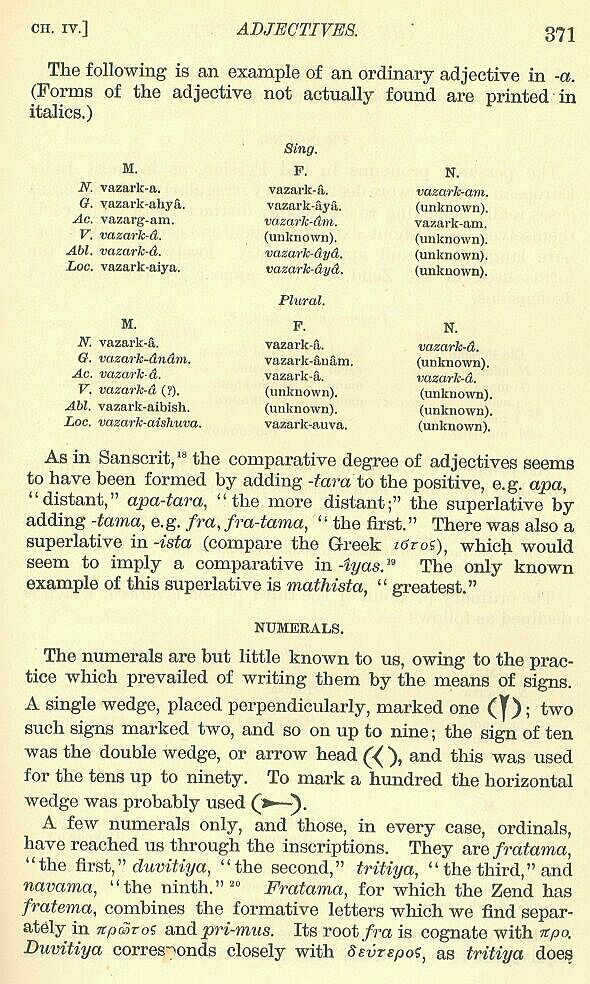 CH. IV.] ADJECTIVES. 371
The following is an example of an ordinary adjective in -a.
(Forms of the adjective not actually found are printed in
italics.)
Sing.
M. F. N.
N. vazark-a. vazark-â. vazark-am.
G. vazark-ahyâ. vazark-âyâ. (unknown).
Ac. vazarg-am. vazark-âm. vazark-am.
V. vazark-â. (unknown). (unknown).
Abl. vazark-â. vazark-âyâ. (unknown).
Loc. vazark-aiya. vazark-âyâ. (unknown).
Plural.
M. F. N.
N. vazark-â. vazark-â. vazark-â.
G. vazark-ânâm. vazark-ânâm. (unknown).
Ac. vazark-â. vazark-â. vazark-â.
V. vazark-â (?). (unknown). (unknown).
Abl. vazark-aibish. (unknown). (unknown).
Loc. vazark-aishuva. vazark-auva. (unknown).
As in Sanscrit,¹⁸ the comparative degree of adjectives seems
to have been formed by adding -tara to the positive, e.g. apa,
“distant,” apa-tara, “the more distant;” the superlative by
adding -tama, e.g. fra, fra-tama, “the first.” There was also a
superlative in -ista (compare the Greek ιστος), which would
seem to imply a comparative in -îyas.¹⁹ The only known
example of this superlative is mathista, “greatest.”
NUMERALS.
The numerals are but little known to us, owing to the prac-
tice which prevailed of writing them by the means of signs.
A single wedge, placed perpendicularly, marked one (𒁹); two
such signs marked two, and so on up to nine; the sign of ten
was the double wedge, or arrow head (𒌋), and this was used
for the tens up to ninety. To mark a hundred the horizontal
wedge was probably used (𒀸).
A few numerals only, and those, in every case, ordinals,
have reached us through the inscriptions. They are fratama,
“the first,” duvitiya, “the second,” tritiya, “the third,” and
navama, “the ninth.” ²⁰ Fratama, for which the Zend has
fratema, combines the formative letters which we find separ-
ately in πρῶτος and pri-mus. Its root fra is cognate with προ.
Duvitiya corresponds closely with δεύτερος, as tritiya does